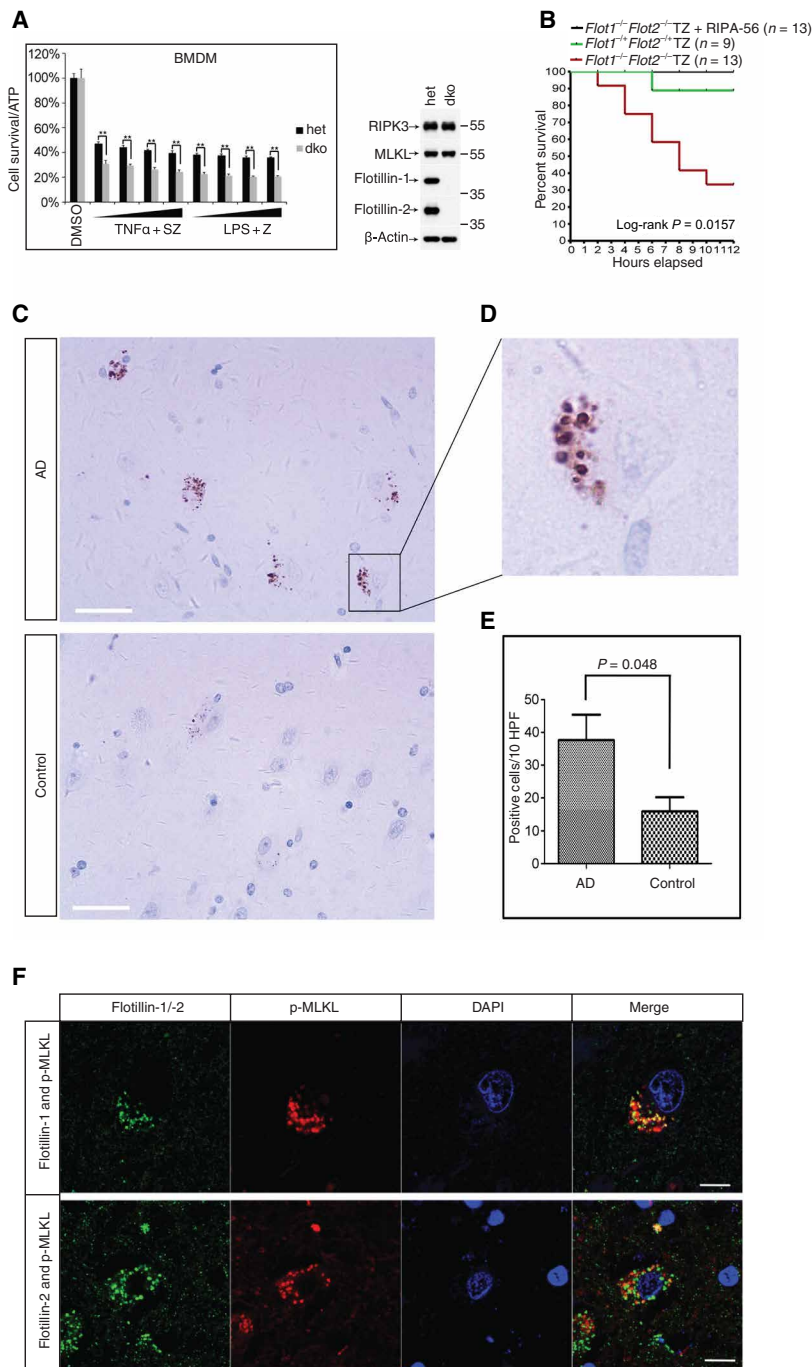 A
BMDM
Cell survival/ATP
120%
100%
80%
60%
40%
20%
0%
** ** ** ** ** ** ** **
het
dko
DMSO
TNFα + SZ
LPS + Z
het
dko
RIPK3
55
MLKL
55
Flotillin-1
35
Flotillin-2
35
β-Actin
B
Flot1⁻/⁻Flot2⁻/⁻TZ + RIPA-56 (n = 13)
Flot1⁻/⁺Flot2⁻/⁺TZ (n = 9)
Flot1⁻/⁻Flot2⁻/⁻TZ (n = 13)
Percent survival
100
90
80
70
60
50
40
30
20
10
0
Log-rank P = 0.0157
0 1 2 3 4 5 6 7 8 9 10 11 12
Hours elapsed
C
AD
Control
D
E
P = 0.048
Positive cells/10 HPF
50
40
30
20
10
0
AD
Control
F
Flotillin-1/-2
p-MLKL
DAPI
Merge
Flotillin-1 and p-MLKL
Flotillin-2 and p-MLKL